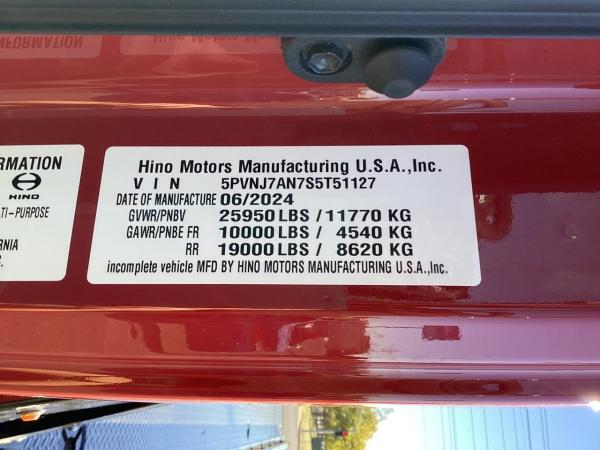 RMATION
HINO
TI-PURPOSE
RNIA
Hino Motors Manufacturing U.S.A.,Inc.
V I N 5PVNJ7AN7S5T51127
DATE OF MANUFACTURE 06/2024
GVWR/PNBV 25950 LBS / 11770 KG
GAWR/PNBE FR 10000 LBS / 4540 KG
RR 19000 LBS / 8620 KG
incomplete vehicle MFD BY HINO MOTORS MANUFACTURING U.S.A.,Inc.